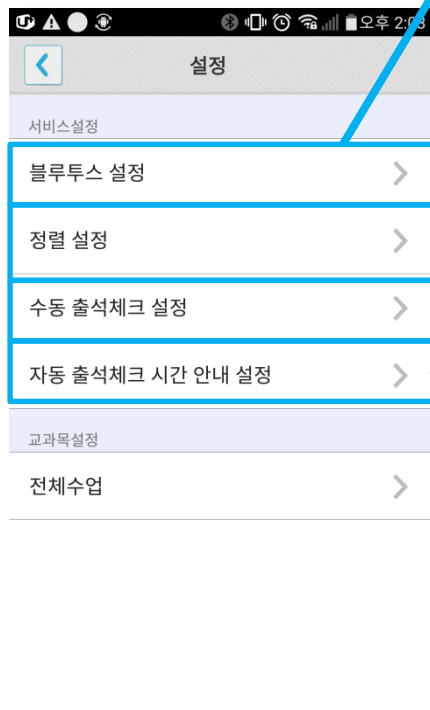 오후 2:03
설정
서비스설정
블루투스 설정
정렬 설정
수동 출석체크 설정
자동 출석체크 시간 안내 설정
교과목설정
전체수업